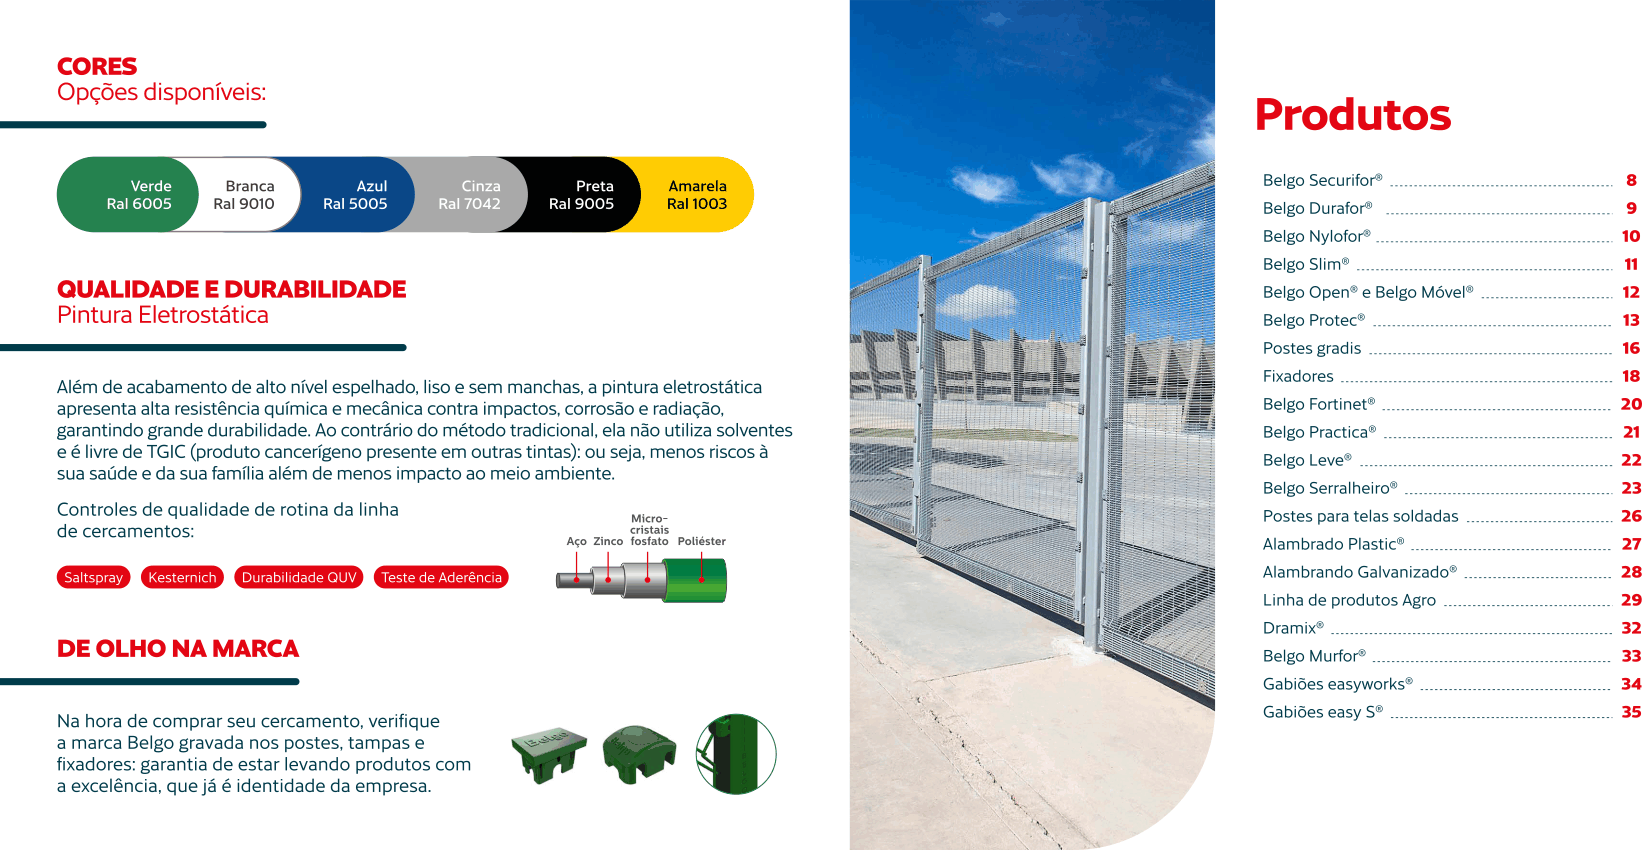 CORES
Opções disponíveis:
Verde
Ral 6005
Branca
Ral 9010
Azul
Ral 5005
Cinza
Ral 7042
Preta
Ral 9005
Amarela
Ral 1003
QUALIDADE E DURABILIDADE
Pintura Eletrostática
Além de acabamento de alto nível espelhado, liso e sem manchas, a pintura eletrostática
apresenta alta resistência química e mecânica contra impactos, corrosão e radiação,
garantindo grande durabilidade. Ao contrário do método tradicional, ela não utiliza solventes
e é livre de TGIC (produto cancerígeno presente em outras tintas): ou seja, menos riscos à
sua saúde e da sua família além de menos impacto ao meio ambiente.
Controles de qualidade de rotina da linha
de cercamentos:
Saltspray
Kesternich
Durabilidade QUV
Teste de Aderência
Aço
Zinco
Micro-
cristais
fosfato
Poliéster
DE OLHO NA MARCA
Na hora de comprar seu cercamento, verifique
a marca Belgo gravada nos postes, tampas e
fixadores: garantia de estar levando produtos com
a excelência, que já é identidade da empresa.
Belgo
Produtos
Belgo Securifor® 8
Belgo Durafor® 9
Belgo Nylofor® 10
Belgo Slim® 11
Belgo Open® e Belgo Móvel® 12
Belgo Protec® 13
Postes gradis 16
Fixadores 18
Belgo Fortinet® 20
Belgo Practica® 21
Belgo Leve® 22
Belgo Serralheiro® 23
Postes para telas soldadas 26
Alambrado Plastic® 27
Alambrando Galvanizado® 28
Linha de produtos Agro 29
Dramix® 32
Belgo Murfor® 33
Gabiões easyworks® 34
Gabiões easy S® 35